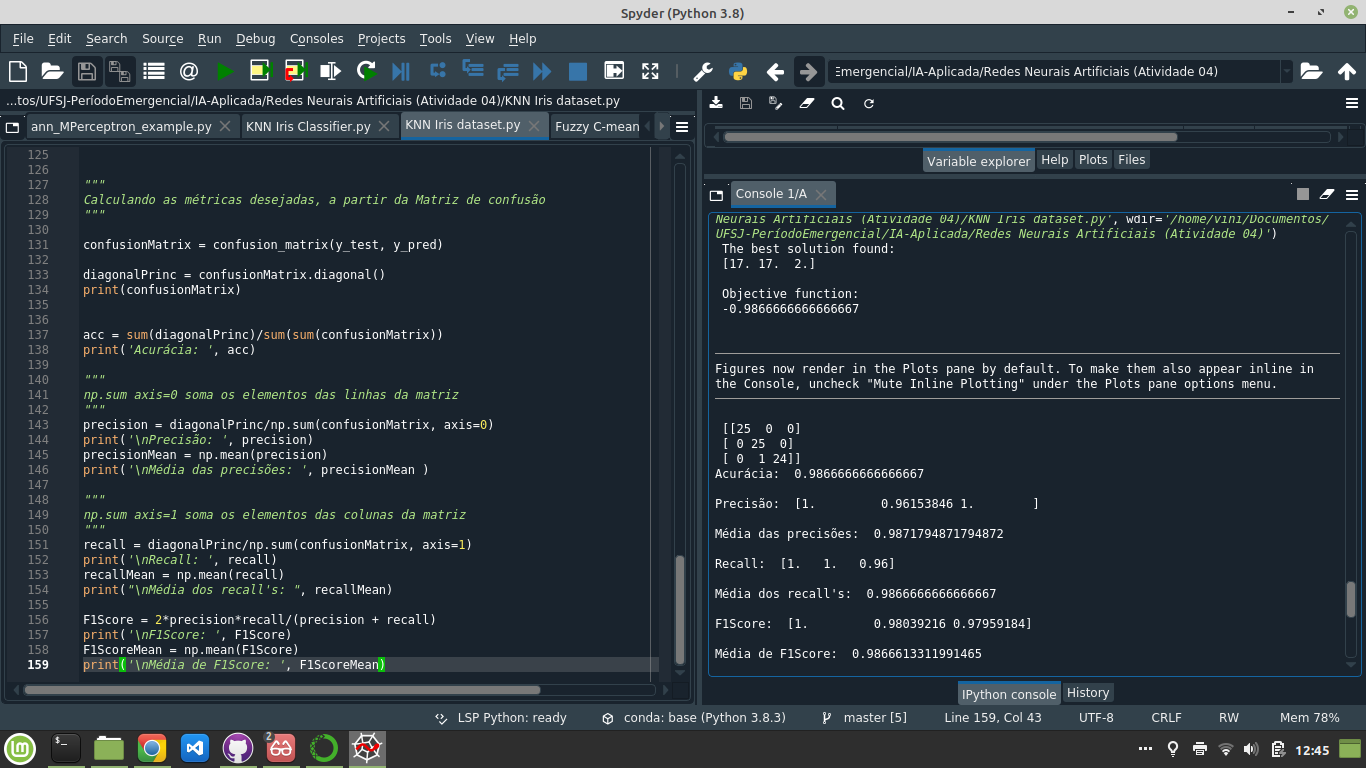 Spyder (Python 3.8)
File Edit Search Source Run Debug Consoles Projects Tools View Help
Emergencial/IA-Aplicada/Redes Neurais Artificiais (Atividade 04)
...tos/UFSJ-PeríodoEmergencial/IA-Aplicada/Redes Neurais Artificiais (Atividade 04)/KNN Iris dataset.py
ann_MPerceptron_example.py KNN Iris Classifier.py KNN Iris dataset.py Fuzzy C-mean
125
126
127 """
128 Calculando as métricas desejadas, a partir da Matriz de confusão
129 """
130
131 confusionMatrix = confusion_matrix(y_test, y_pred)
132
133 diagonalPrinc = confusionMatrix.diagonal()
134 print(confusionMatrix)
135
136
137 acc = sum(diagonalPrinc)/sum(sum(confusionMatrix))
138 print('Acurácia: ', acc)
139
140 """
141 np.sum axis=0 soma os elementos das linhas da matriz
142 """
143 precision = diagonalPrinc/np.sum(confusionMatrix, axis=0)
144 print('\nPrecisão: ', precision)
145 precisionMean = np.mean(precision)
146 print('\nMédia das precisões: ', precisionMean )
147
148 """
149 np.sum axis=1 soma os elementos das colunas da matriz
150 """
151 recall = diagonalPrinc/np.sum(confusionMatrix, axis=1)
152 print('\nRecall: ', recall)
153 recallMean = np.mean(recall)
154 print("\nMédia dos recall's: ", recallMean)
155
156 F1Score = 2*precision*recall/(precision + recall)
157 print('\nF1Score: ', F1Score)
158 F1ScoreMean = np.mean(F1Score)
159 print('\nMédia de F1Score: ', F1ScoreMean)
Variable explorer Help Plots Files
Console 1/A
Neurais Artificiais (Atividade 04)/KNN Iris dataset.py', wdir='/home/vini/Documentos/
UFSJ-PeríodoEmergencial/IA-Aplicada/Redes Neurais Artificiais (Atividade 04)')
The best solution found:
[17. 17. 2.]
Objective function:
-0.9866666666666667
Figures now render in the Plots pane by default. To make them also appear inline in
the Console, uncheck "Mute Inline Plotting" under the Plots pane options menu.
[[25 0 0]
[ 0 25 0]
[ 0 1 24]]
Acurácia: 0.9866666666666667
Precisão: [1. 0.96153846 1. ]
Média das precisões: 0.9871794871794872
Recall: [1. 1. 0.96]
Média dos recall's: 0.9866666666666667
F1Score: [1. 0.98039216 0.97959184]
Média de F1Score: 0.9866613311991465
IPython console History
LSP Python: ready conda: base (Python 3.8.3) master [5] Line 159, Col 43 UTF-8 CRLF RW Mem 78%
2
12:45